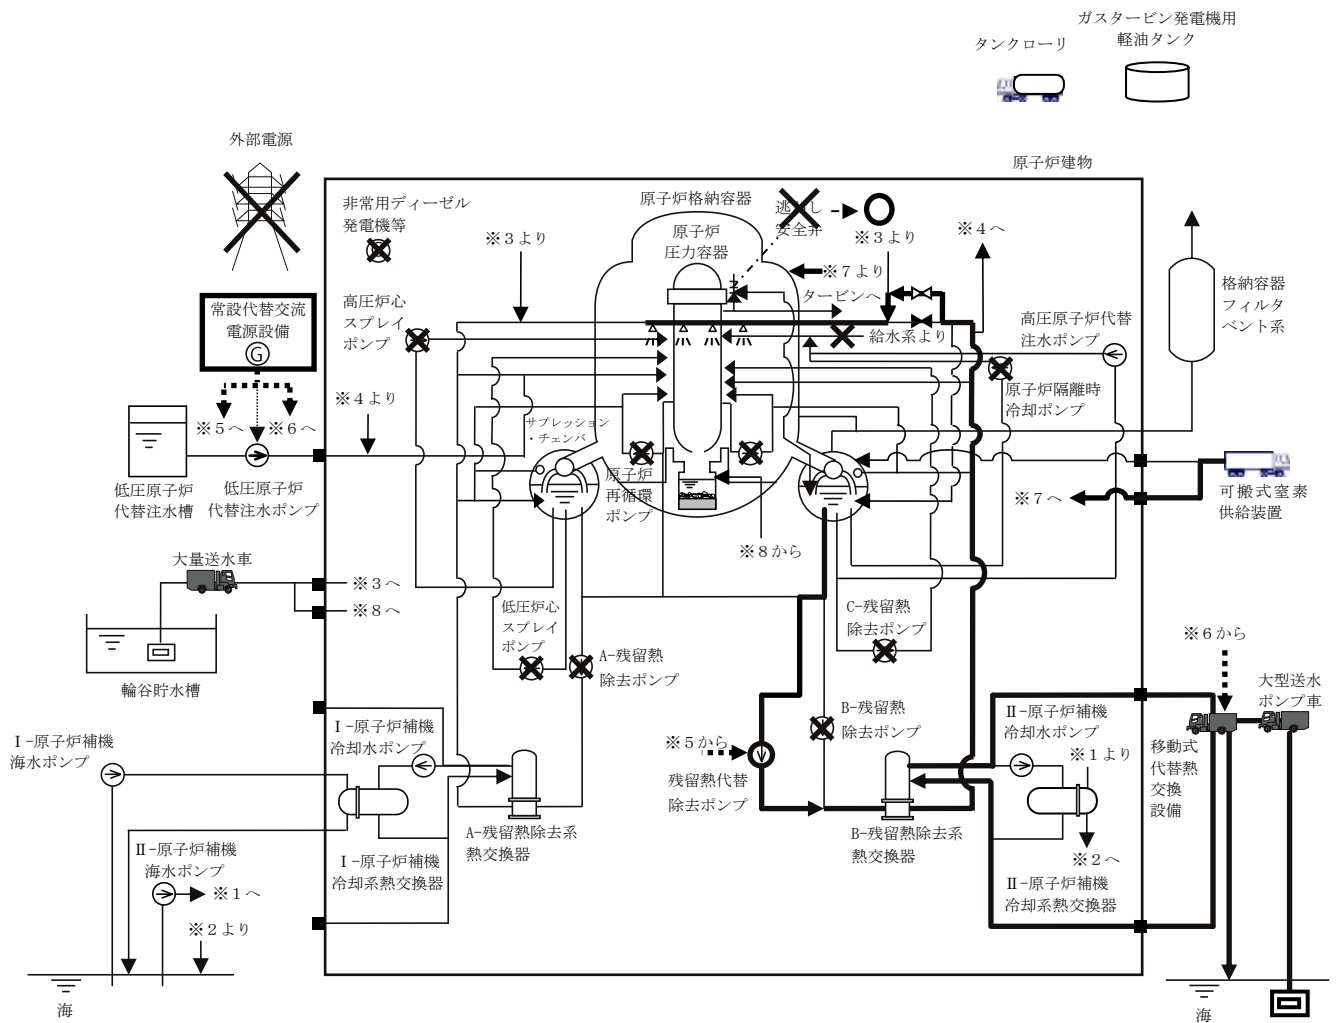 ガスタービン発電機用
軽油タンク
タンクローリ
外部電源
原子炉建物
非常用ディーゼル
発電機等
原子炉格納容器
原子炉
圧力容器
逃がし
安全弁
※３より
※３より
※４へ
※７より
タービンへ
常設代替交流
電源設備
G
高圧炉心
スプレイ
ポンプ
給水系より
高圧原子炉代替
注水ポンプ
格納容器
フィルタ
ベント系
原子炉隔離時
冷却ポンプ
※４より
※５へ
※６へ
サプレッション
・チェンバ
低圧原子炉
代替注水槽
低圧原子炉
代替注水ポンプ
原子炉
再循環
ポンプ
※７へ
可搬式窒素
供給装置
※８から
大量送水車
※３へ
※８へ
輪谷貯水槽
低圧炉心
スプレイ
ポンプ
A-残留熱
除去ポンプ
C-残留熱
除去ポンプ
B-残留熱
除去ポンプ
※６から
大型送水
ポンプ車
移動式
代替熱
交換
設備
Ⅰ-原子炉補機
海水ポンプ
Ⅰ-原子炉補機
冷却水ポンプ
※５から
残留熱代替
除去ポンプ
Ⅱ-原子炉補機
冷却水ポンプ
※１より
A-残留熱除去系
熱交換器
B-残留熱除去系
熱交換器
Ⅱ-原子炉補機
海水ポンプ
※１へ
※２より
Ⅰ-原子炉補機
冷却系熱交換器
※２へ
Ⅱ-原子炉補機
冷却系熱交換器
海
海